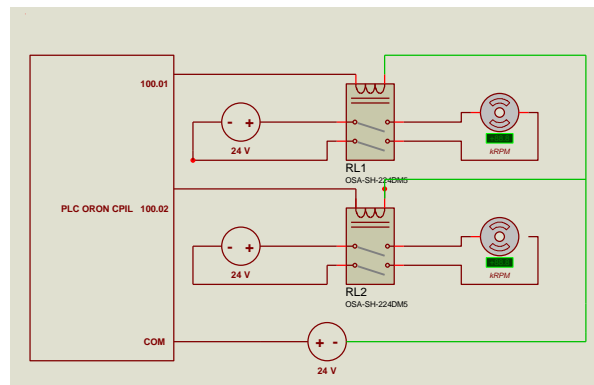 100.01
- +
24 V
kRPM
RL1
OSA-SH-224DM5
PLC ORON CPIL 100.02
- +
24 V
kRPM
RL2
OSA-SH-224DM5
COM
+ -
24 V